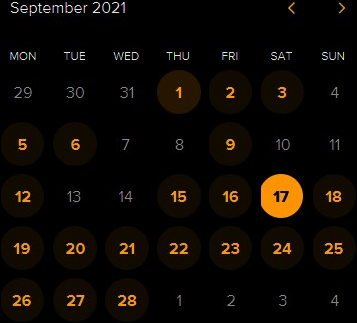 September 2021
MON TUE WED THU FRI SAT SUN
29 30 31 1 2 3 4
5 6 7 8 9 10 11
12 13 14 15 16 17 18
19 20 21 22 23 24 25
26 27 28 1 2 3 4